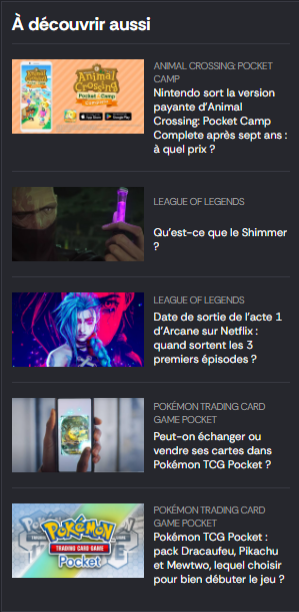 À découvrir aussi
Animal Crossing
Pocket Camp
ANIMAL CROSSING: POCKET
CAMP
Nintendo sort la version
payante d'Animal
Crossing: Pocket Camp
Complete après sept ans :
à quel prix ?
LEAGUE OF LEGENDS
Qu'est-ce que le Shimmer
?
LEAGUE OF LEGENDS
Date de sortie de l'acte 1
d'Arcane sur Netflix :
quand sortent les 3
premiers épisodes ?
POKÉMON TRADING CARD
GAME POCKET
Peut-on échanger ou
vendre ses cartes dans
Pokémon TCG Pocket ?
Pokémon
TRADING CARD GAME
Pocket
POKÉMON TRADING CARD
GAME POCKET
Pokémon TCG Pocket :
pack Dracaufeu, Pikachu
et Mewtwo, lequel choisir
pour bien débuter le jeu ?